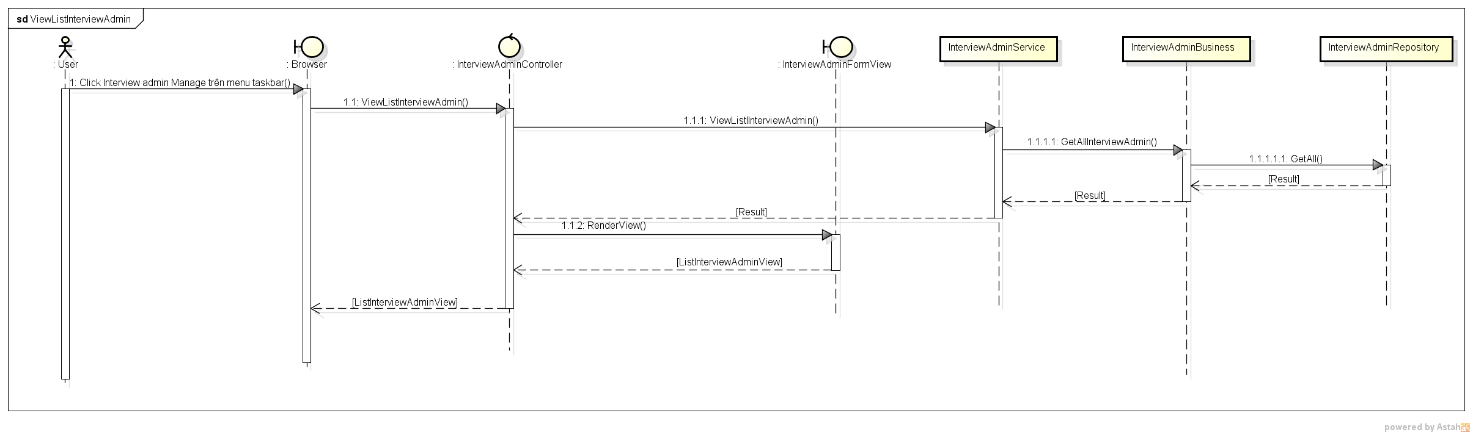 sd ViewListInterviewAdmin
: User
: Browser
: InterviewAdminController
: InterviewAdminFormView
InterviewAdminService
InterviewAdminBusiness
InterviewAdminRepository
1: Click Interview admin Manage trên menu taskbar()
1.1: ViewListInterviewAdmin()
1.1.1: ViewListInterviewAdmin()
1.1.1.1: GetAllInterviewAdmin()
1.1.1.1.1: GetAll()
[Result]
[Result]
[Result]
1.1.2: RenderView()
[ListInterviewAdminView]
[ListInterviewAdminView]
powered by Astah